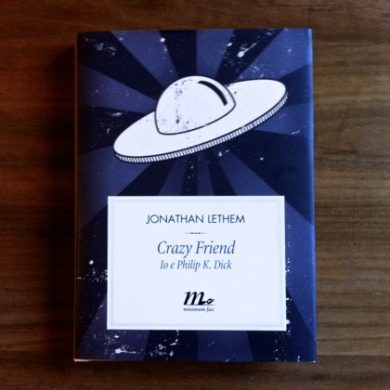 JONATHAN LETHEM
Crazy Friend
Io e Philip K. Dick
minimum fax